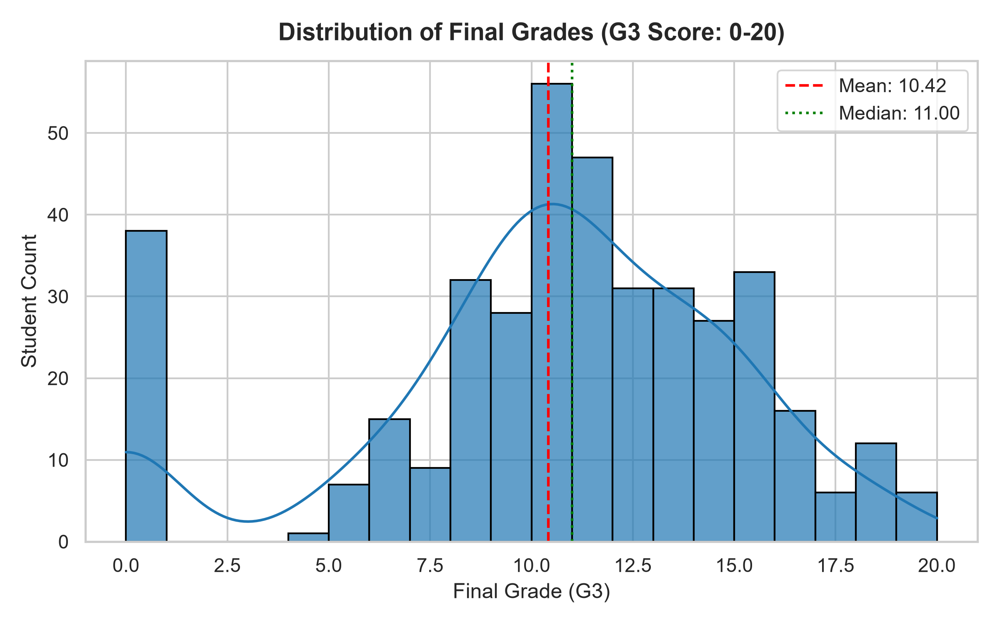 Distribution of Final Grades (G3 Score: 0-20)
Mean: 10.42
Median: 11.00
Student Count
50
40
30
20
10
0
0.0 2.5 5.0 7.5 10.0 12.5 15.0 17.5 20.0
Final Grade (G3)